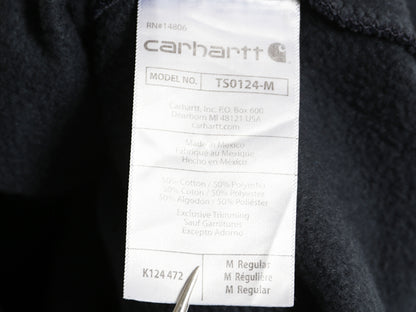 RN#14806
carhartt
MODEL NO. TS0124-M
Carhartt, Inc. P.O. Box 600
Dearborn MI 48121 USA
Carhartt.com
Made in Mexico
Fabriqué au Mexique
Hecho en México
50% Cotton / 50% Polyester
50% Coton / 50% Polyester
50% Algodon / 50% Poliéster
Exclusive Trimming
Sauf Garnitures
Excepto Adorno
K124 472
M Regular
M Régulière
M Regular